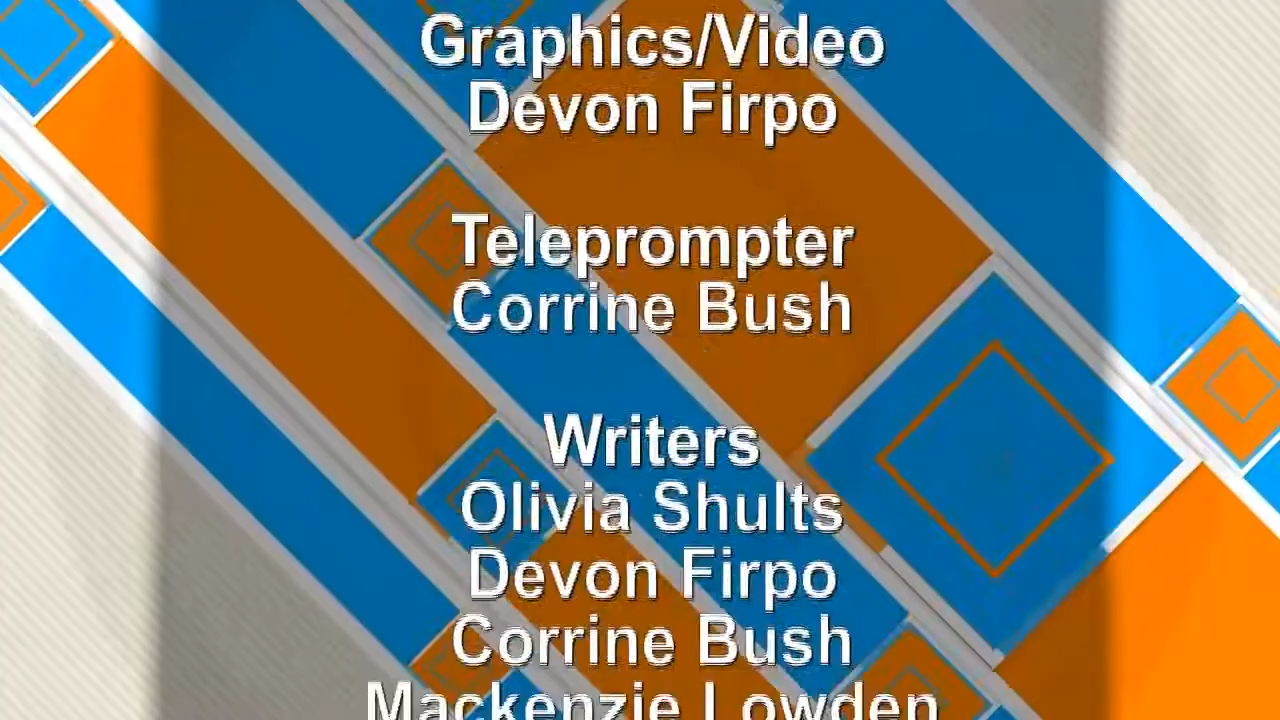 Graphics/Video
Devon Firpo
Teleprompter
Corrine Bush
Writers
Olivia Shults
Devon Firpo
Corrine Bush
Mackenzie Lowden